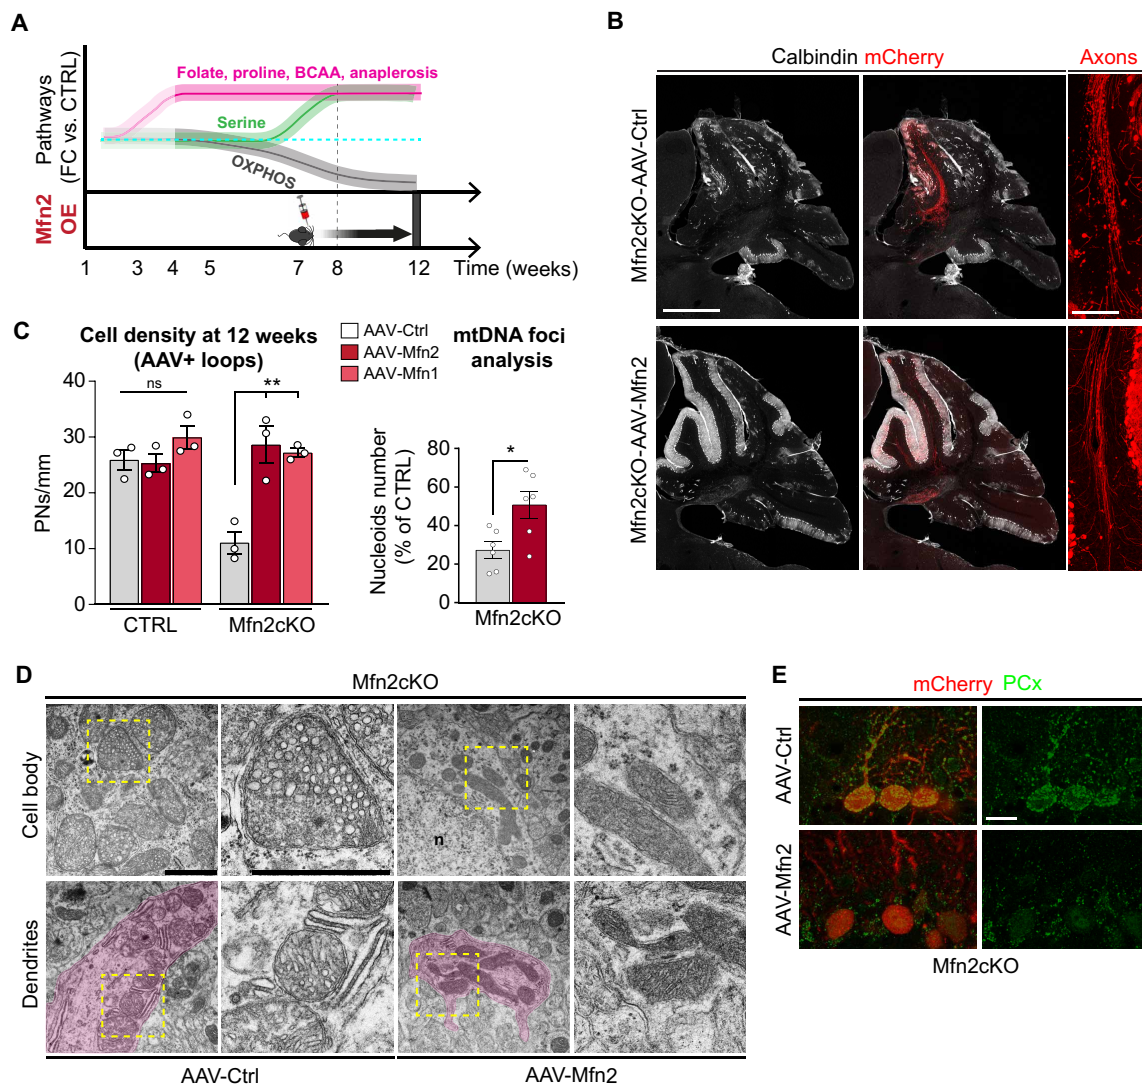 A
Folate, proline, BCAA, anaplerosis
Serine
OXPHOS
Pathways
(FC vs. CTRL)
Mfn2
OE
1 3 4 5 7 8 12 Time (weeks)
B
Calbindin mCherry
Axons
Mfn2cKO-AAV-Ctrl
Mfn2cKO-AAV-Mfn2
C
Cell density at 12 weeks
(AAV+ loops)
AAV-Ctrl
AAV-Mfn2
AAV-Mfn1
mtDNA foci
analysis
PNs/mm
40
30
20
10
0
ns
**
CTRL
Mfn2cKO
Nucleoids number
(% of CTRL)
80
60
40
20
0
*
Mfn2cKO
D
Mfn2cKO
Cell body
n
Dendrites
AAV-Ctrl
AAV-Mfn2
E
mCherry PCx
AAV-Ctrl
AAV-Mfn2
Mfn2cKO